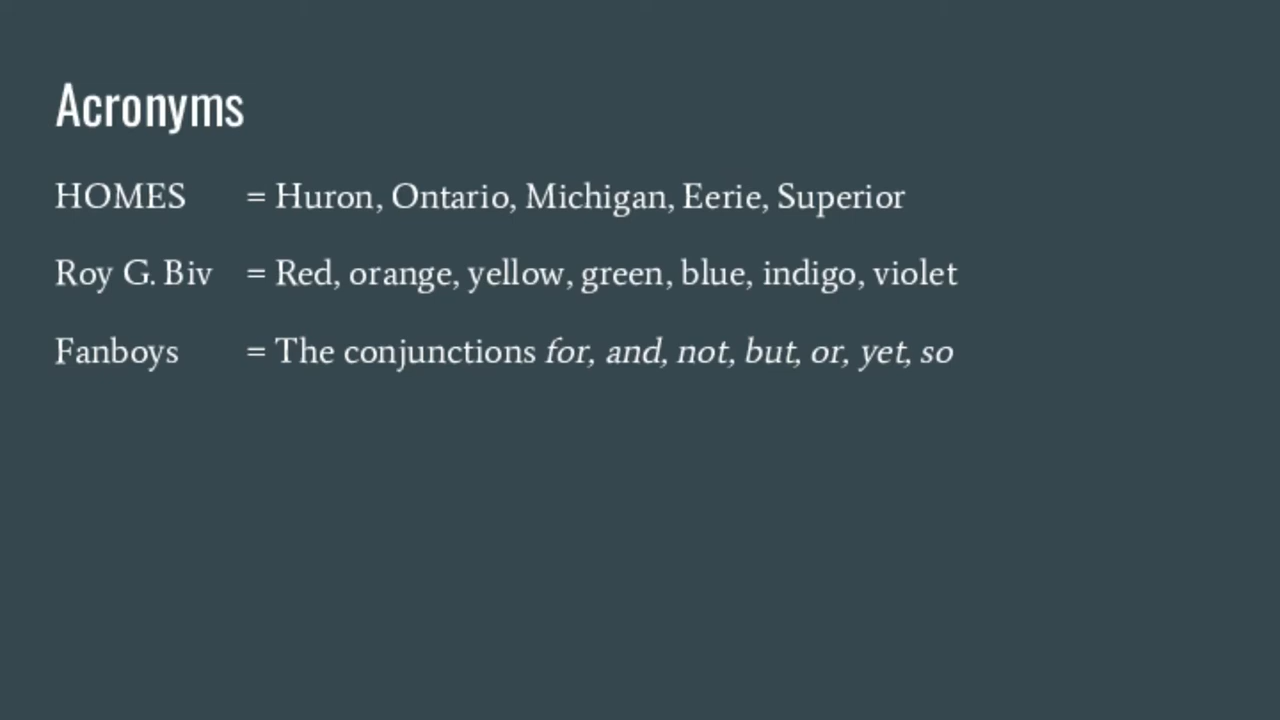 Acronyms
HOMES = Huron, Ontario, Michigan, Eerie, Superior
Roy G. Biv = Red, orange, yellow, green, blue, indigo, violet
Fanboys = The conjunctions for, and, not, but, or, yet, so